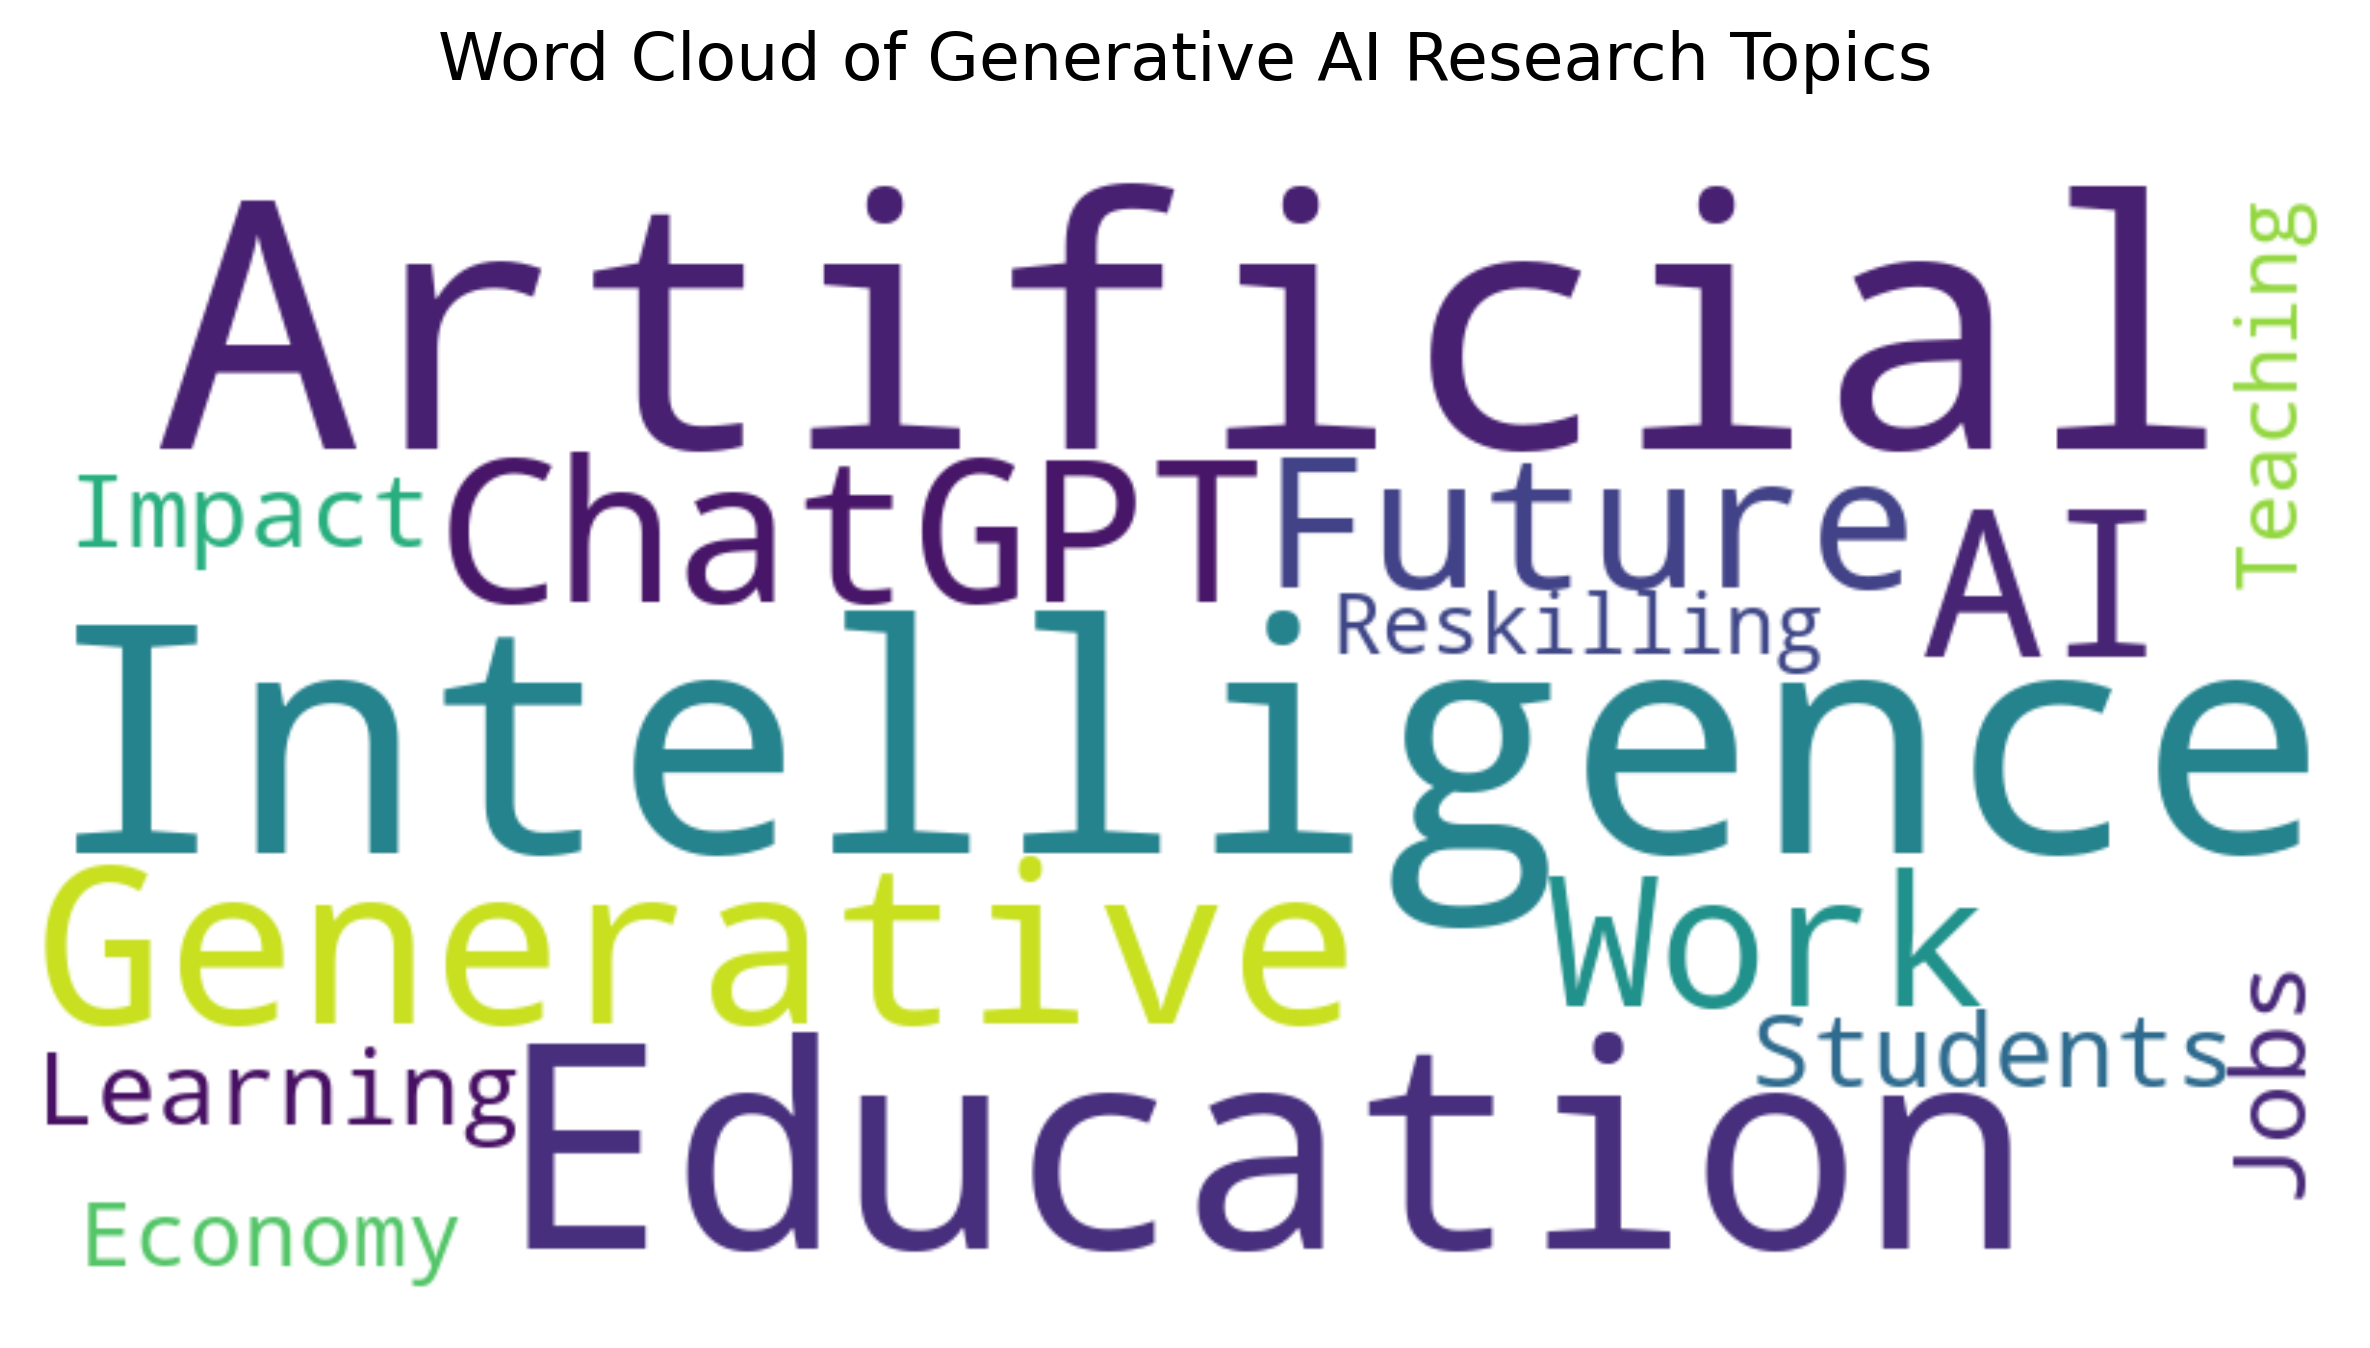 Word Cloud of Generative AI Research Topics
Artificial
Teaching
Impact
ChatGPT
Future
AI
Reskilling
Intelligence
Generative
Work
Students
Jobs
Learning
Education
Economy